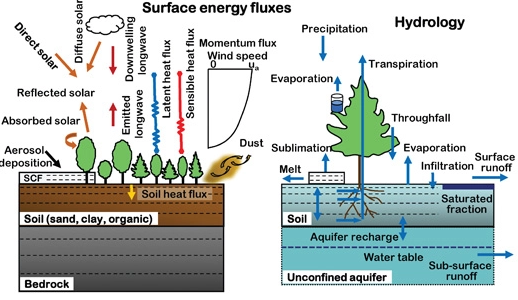 Surface energy fluxes
Direct solar
Diffuse solar
Downwelling
longwave
Latent heat flux
Sensible heat flux
Momentum flux
Wind speed
0
ua
Reflected solar
Absorbed solar
Emitted
longwave
Dust
Aerosol
deposition
SCF
Soil heat flux
Soil (sand, clay, organic)
Bedrock
Hydrology
Precipitation
Transpiration
Evaporation
Throughfall
Sublimation
Evaporation
Melt
Infiltration
Surface
runoff
Saturated
fraction
Soil
Aquifer recharge
Water table
Unconfined aquifer
Sub-surface
runoff